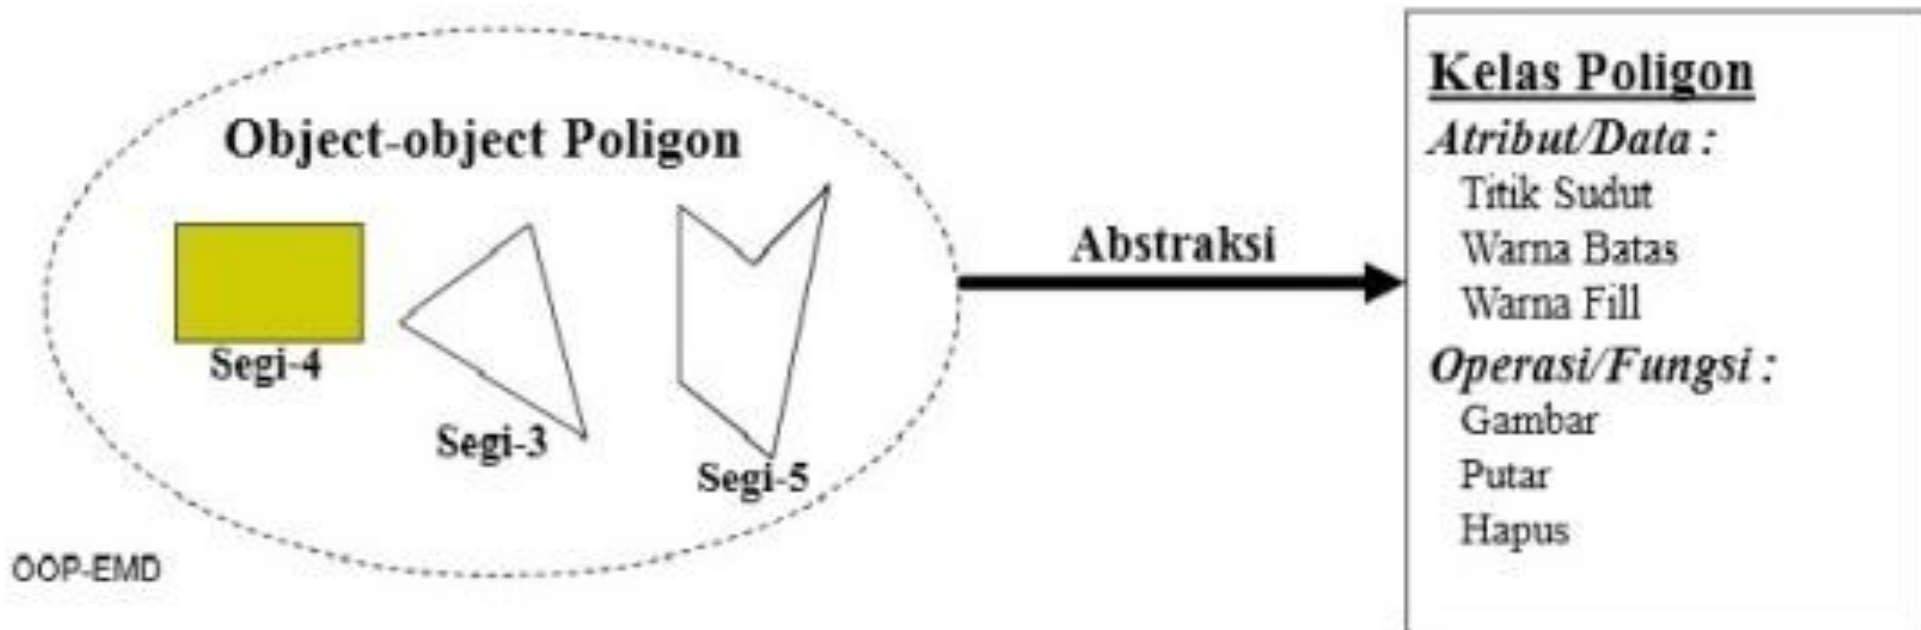 Object-object Poligon
Segi-4
Segi-3
Segi-5
OOP-EMD
Abstraksi
Kelas Poligon
Atribut/Data :
Titik Sudut
Warna Batas
Warna Fill
Operasi/Fungsi :
Gambar
Putar
Hapus